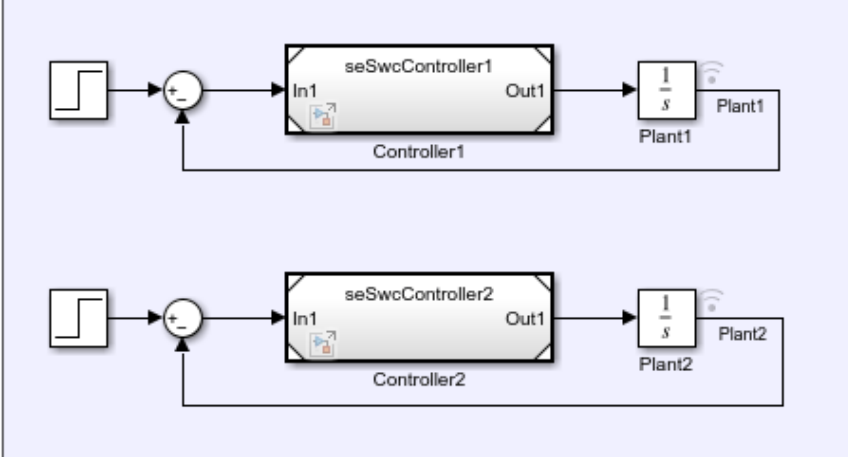 seSwcController1
+
−
In1
Out1
1
s
Plant1
Plant1
Controller1
seSwcController2
+
−
In1
Out1
1
s
Plant2
Plant2
Controller2